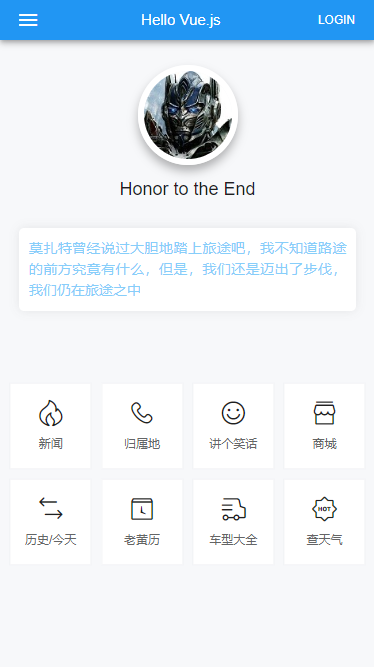 Hello Vue.js LOGIN
Honor to the End
莫扎特曾经说过大胆地踏上旅途吧，我不知道路途
的前方究竟有什么，但是，我们还是迈出了步伐，
我们仍在旅途之中
新闻 归属地 讲个笑话 商城
历史/今天 老黄历 车型大全 HOT 查天气